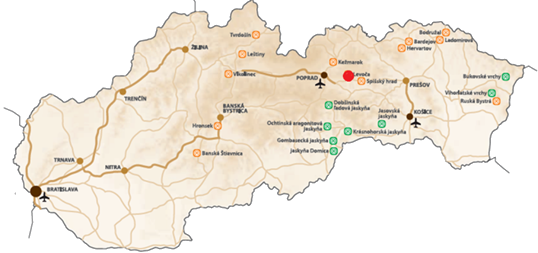 Tvrdošín
Bodružal
Ladomirová
Bardejov
Hervartov
ŽILINA
Leštiny
Kežmarok
Vlkolínec
POPRAD
Levoča
Spišský hrad
PREŠOV
Bukovské vrchy
Vihorlatské vrchy
Ruská Bystrá
TRENČÍN
BANSKÁ
BYSTRICA
Dobšinská
ľadová jaskyňa
Jasovská
jaskyňa
KOŠICE
Hronsek
Ochtinská aragonitová
jaskyňa
Krásnohorská jaskyňa
Gombasecká jaskyňa
Jaskyňa Domica
Banská Štiavnica
TRNAVA
NITRA
BRATISLAVA